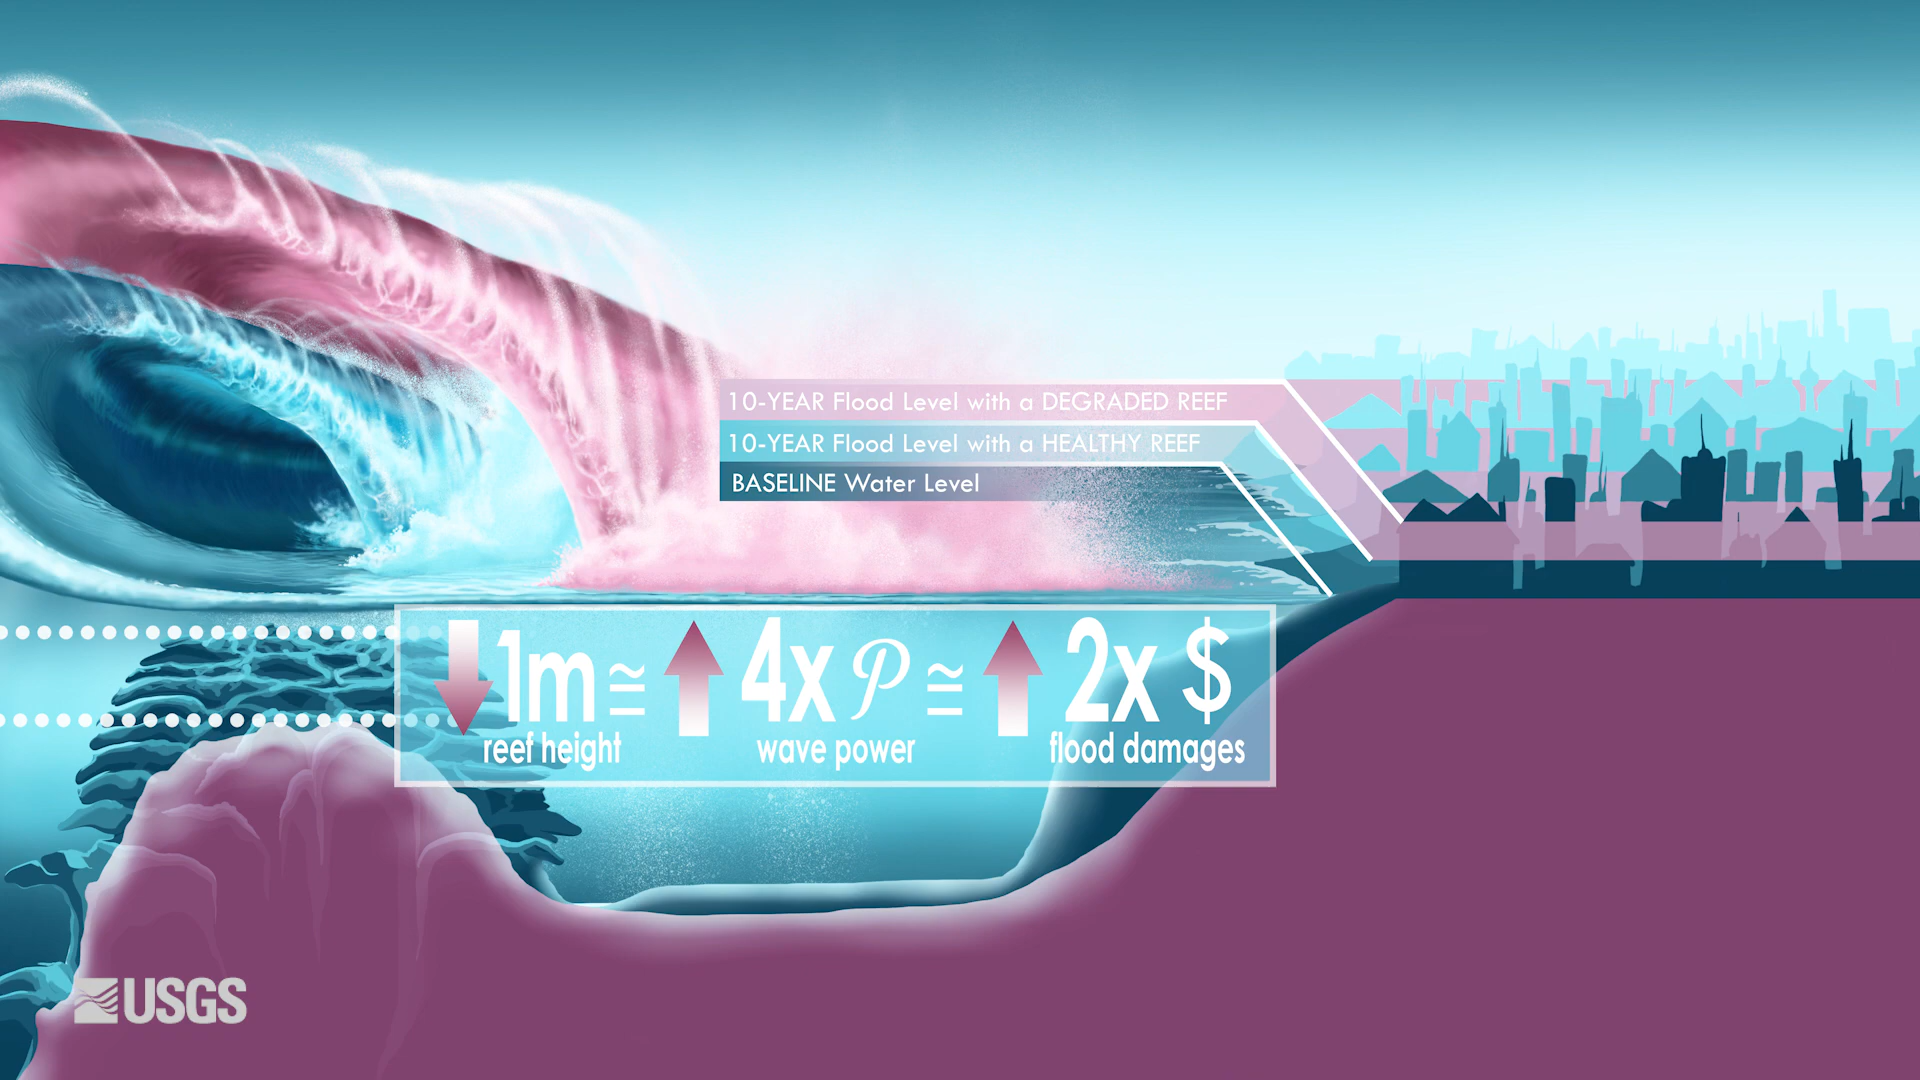 10-YEAR Flood Level with a DEGRADED REEF
10-YEAR Flood Level with a HEALTHY REEF
BASELINE Water Level
1m ≅ 4x P ≅ 2x $
reef height wave power flood damages
USGS